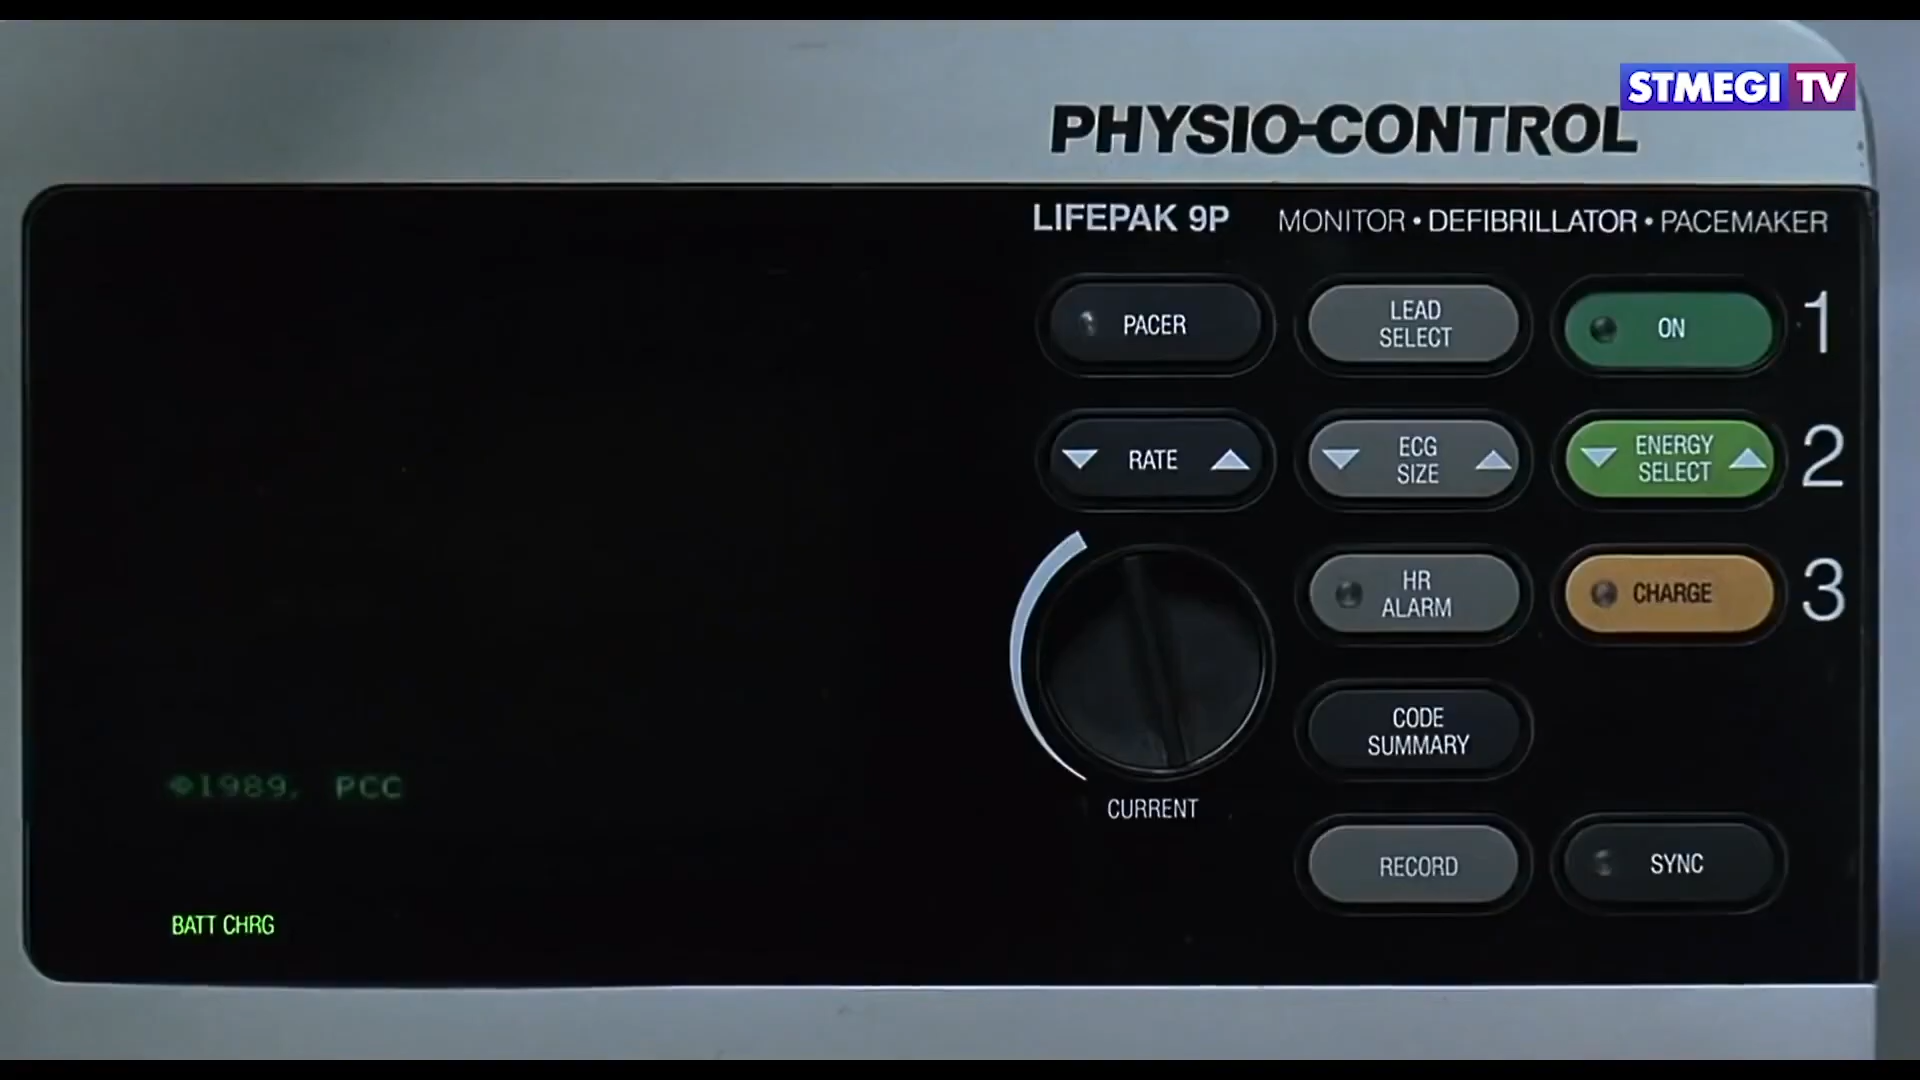 STMEGI TV
PHYSIO-CONTROL
LIFEPAK 9P MONITOR • DEFIBRILLATOR • PACEMAKER
PACER
LEAD
SELECT
ON
1
RATE
ECG
SIZE
ENERGY
SELECT
2
HR
ALARM
CHARGE
3
CODE
SUMMARY
©1989, PCC
CURRENT
RECORD
SYNC
BATT CHRG